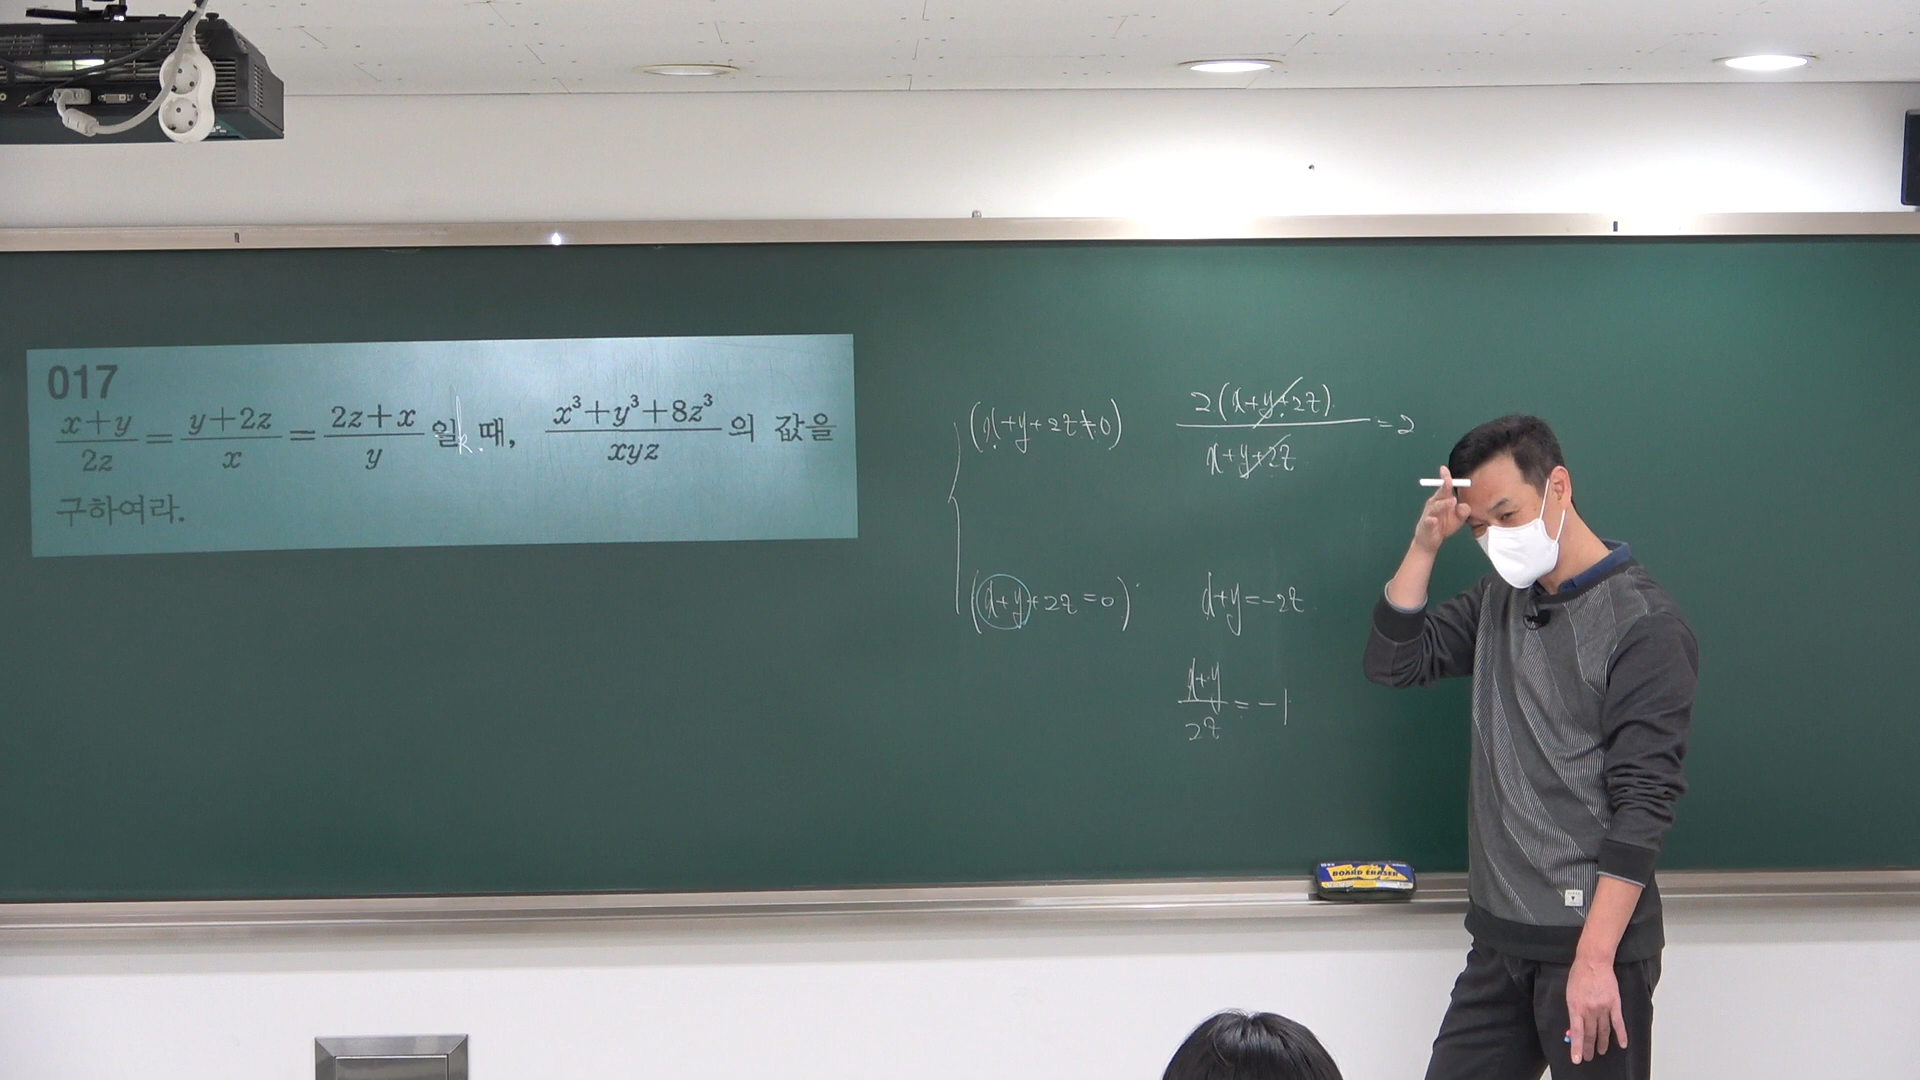 017
x+y/2z = y+2z/x = 2z+x/y 일 때, x³+y³+8z³/xyz 의 값을
k.
구하여라.
(x+y+2z≠0) 2(x+y+2z)/x+y+2z =2
(x+y+2z=0) x+y=-2z
x+y/2z = -1
BOARD ERASER